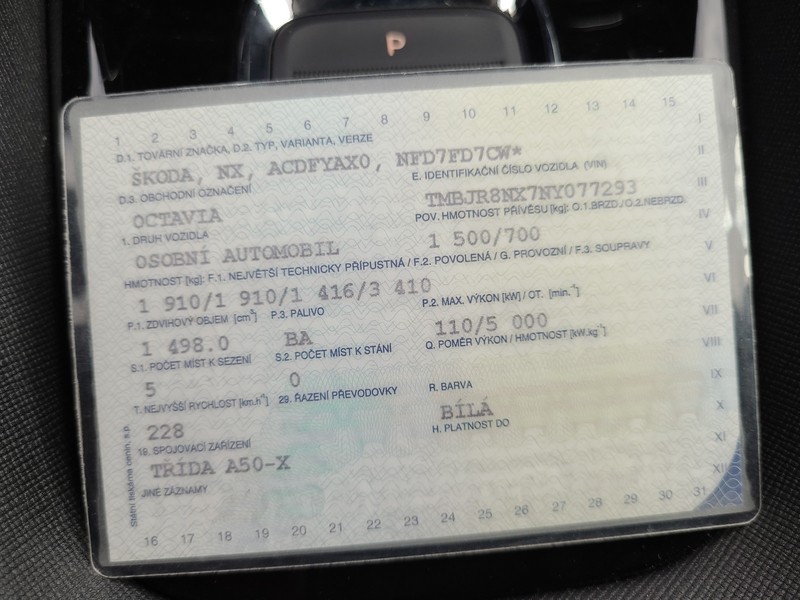 P
1 2 3 4 5 6 7 8 9 10 11 12 13 14 15
I
II
III
IV
V
VI
VII
VIII
IX
X
XI
XII
D.1. TOVÁRNÍ ZNAČKA, D.2. TYP, VARIANTA, VERZE
ŠKODA, NX, ACDFYAX0, NFD7FD7CW*
D.3. OBCHODNÍ OZNAČENÍ
E. IDENTIFIKAČNÍ ČÍSLO VOZIDLA (VIN)
OCTAVIA
TMBJR8NX7NY077293
1. DRUH VOZIDLA
POV. HMOTNOST PŘÍVĚSU [kg]: O.1.BRZD./O.2.NEBRZD.
OSOBNÍ AUTOMOBIL
1 500/700
HMOTNOST [kg]: F.1. NEJVĚTŠÍ TECHNICKY PŘÍPUSTNÁ / F.2. POVOLENÁ / G. PROVOZNÍ / F.3. SOUPRAVY
1 910/1 910/1 416/3 410
P.1. ZDVIHOVÝ OBJEM [cm³] P.3. PALIVO
P.2. MAX. VÝKON [kW] / OT. [min.⁻¹]
1 498.0 BA
110/5 000
S.1. POČET MÍST K SEZENÍ S.2. POČET MÍST K STÁNÍ
Q. POMĚR VÝKON / HMOTNOST [kW.kg⁻¹]
5 0
T. NEJVYŠŠÍ RYCHLOST [km.h⁻¹] 29. ŘAZENÍ PŘEVODOVKY
R. BARVA
228
BÍLÁ
19. SPOJOVACÍ ZAŘÍZENÍ
H. PLATNOST DO
TŘÍDA A50-X
JINÉ ZÁZNAMY
Státní tiskárna cenin, s.p.
16 17 18 19 20 21 22 23 24 25 26 27 28 29 30 31